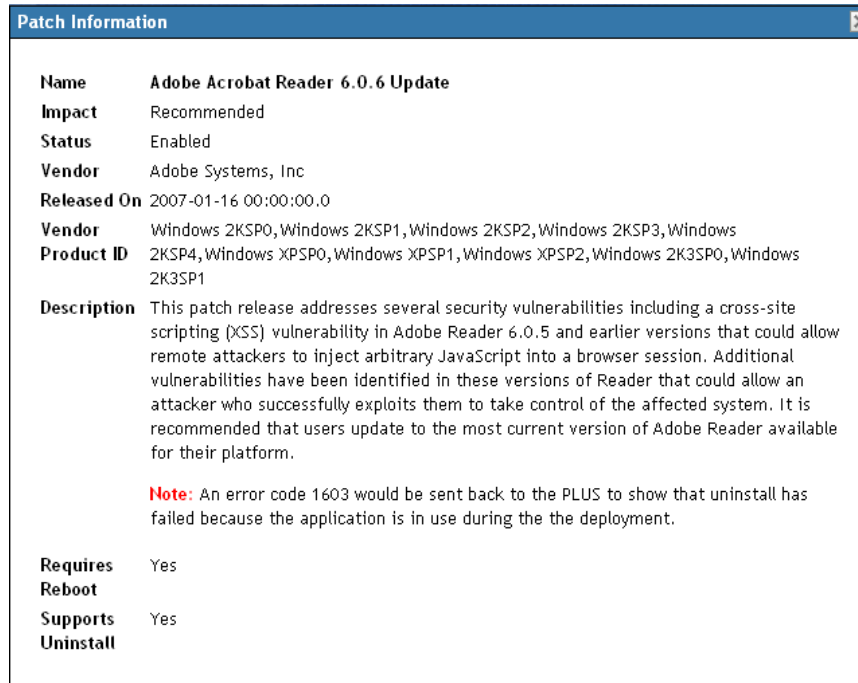 Patch Information
Name Adobe Acrobat Reader 6.0.6 Update
Impact Recommended
Status Enabled
Vendor Adobe Systems, Inc
Released On 2007-01-16 00:00:00.0
Vendor Product ID Windows 2KSP0,Windows 2KSP1,Windows 2KSP2,Windows 2KSP3,Windows
2KSP4,Windows XPSP0,Windows XPSP1,Windows XPSP2,Windows 2K3SP0,Windows
2K3SP1
Description This patch release addresses several security vulnerabilities including a cross-site
scripting (XSS) vulnerability in Adobe Reader 6.0.5 and earlier versions that could allow
remote attackers to inject arbitrary JavaScript into a browser session. Additional
vulnerabilities have been identified in these versions of Reader that could allow an
attacker who successfully exploits them to take control of the affected system. It is
recommended that users update to the most current version of Adobe Reader available
for their platform.
Note: An error code 1603 would be sent back to the PLUS to show that uninstall has
failed because the application is in use during the the deployment.
Requires Reboot Yes
Supports Uninstall Yes